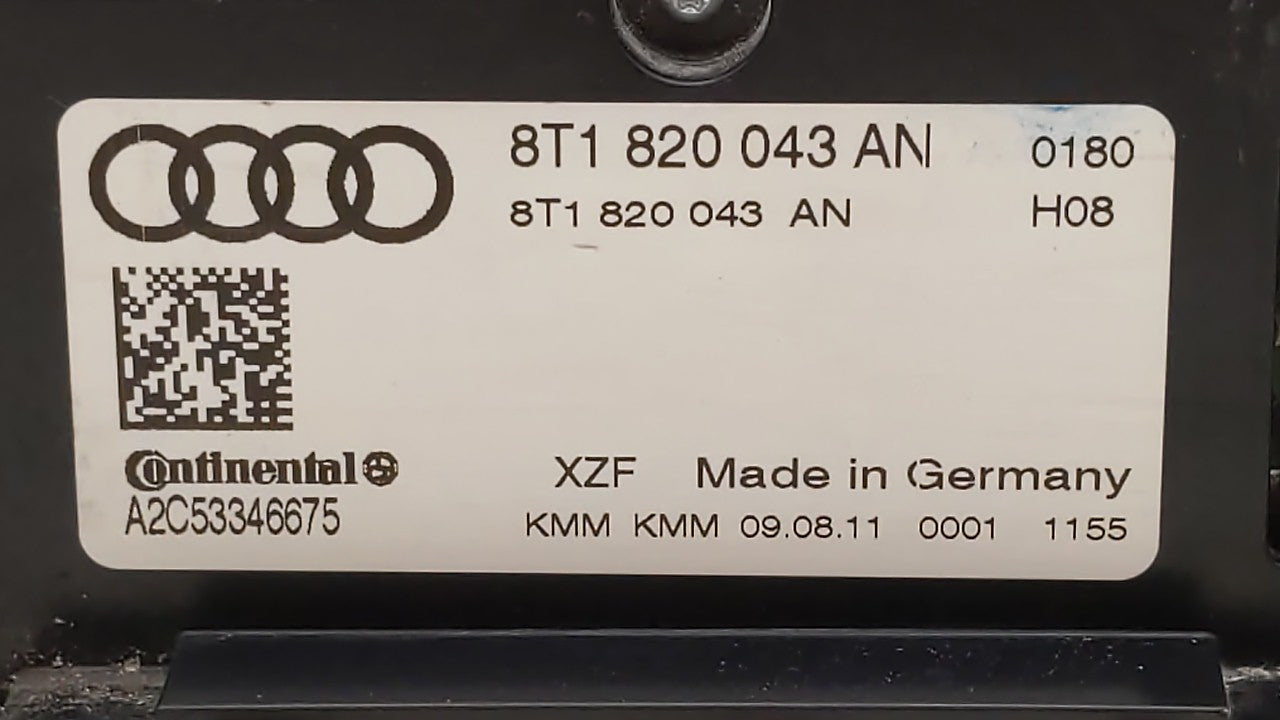 8T1 820 043 AN 0180
8T1 820 043 AN H08
Continental
A2C53346675
XZF Made in Germany
KMM KMM 09.08.11 0001 1155